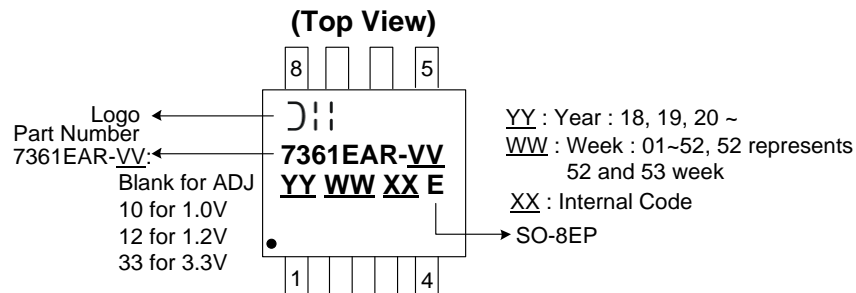 (Top View)
8 5
Logo
Part Number
7361EAR-VV:
7361EAR-VV
YY WW XX E
Blank for ADJ
10 for 1.0V
12 for 1.2V
33 for 3.3V
YY : Year : 18, 19, 20 ~
WW : Week : 01~52, 52 represents
52 and 53 week
XX : Internal Code
SO-8EP
1 4